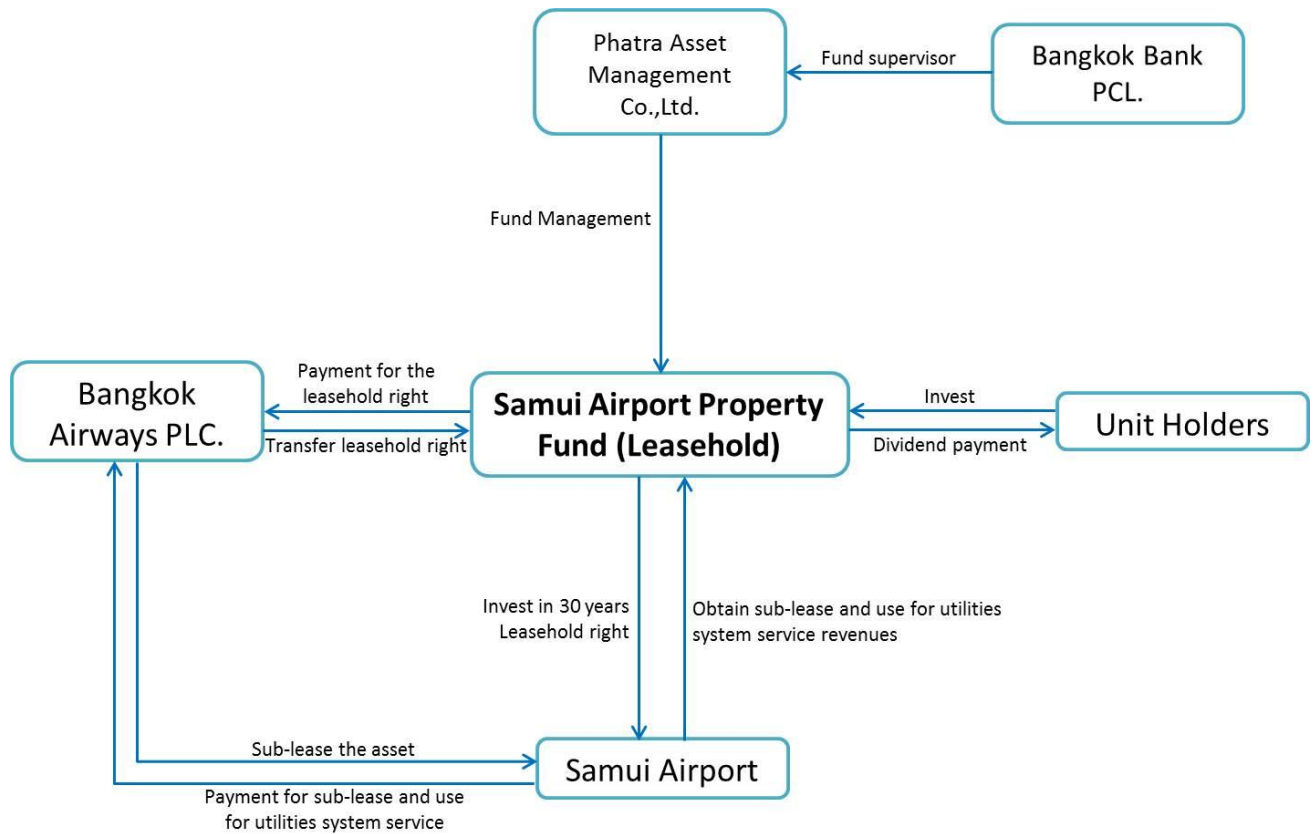 Phatra Asset
Management
Co.,Ltd.
Fund supervisor
Bangkok Bank
PCL.
Fund Management
Bangkok
Airways PLC.
Payment for the
leasehold right
Transfer leasehold right
Samui Airport Property
Fund (Leasehold)
Invest
Dividend payment
Unit Holders
Invest in 30 years
Leasehold right
Obtain sub-lease and use for utilities
system service revenues
Sub-lease the asset
Payment for sub-lease and use
for utilities system service
Samui Airport